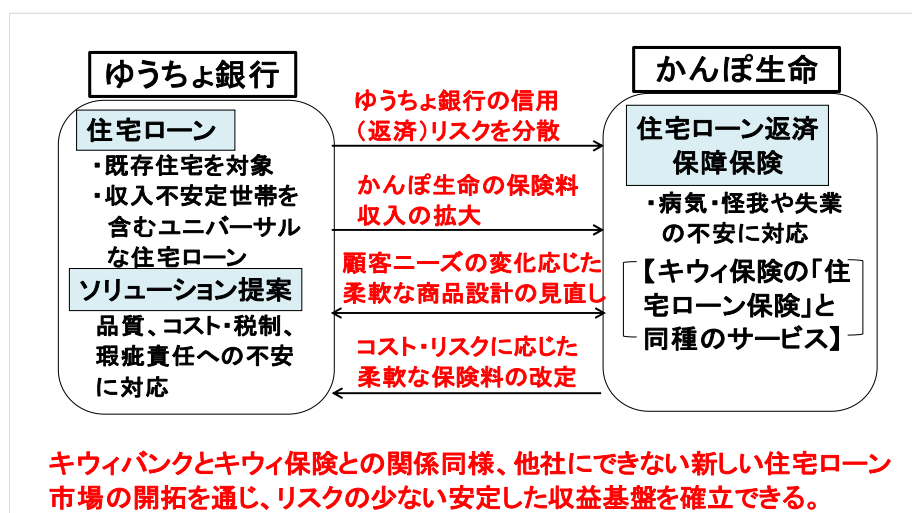 ゆうちょ銀行
住宅ローン
・既存住宅を対象
・収入不安定世帯を
含むユニバーサル
な住宅ローン
ソリューション提案
品質、コスト・税制、
瑕疵責任への不安
に対応
ゆうちょ銀行の信用
（返済）リスクを分散
かんぽ生命の保険料
収入の拡大
顧客ニーズの変化応じた
柔軟な商品設計の見直し
コスト・リスクに応じた
柔軟な保険料の改定
かんぽ生命
住宅ローン返済
保障保険
・病気・怪我や失業
の不安に対応
【キウィ保険の「住
宅ローン保険」と
同種のサービス】
キウィバンクとキウィ保険との関係同様、他社にできない新しい住宅ローン
市場の開拓を通じ、リスクの少ない安定した収益基盤を確立できる。